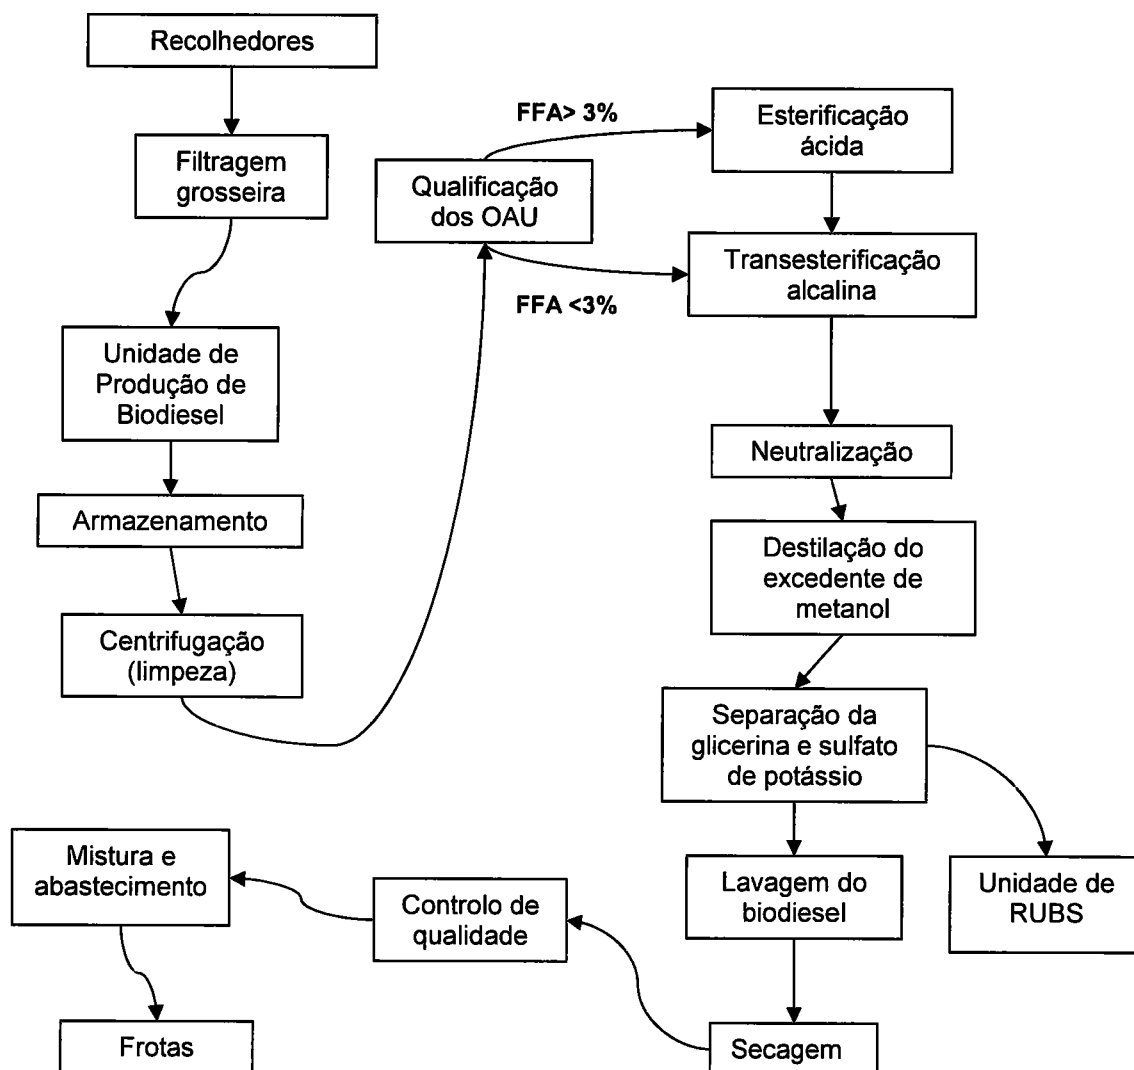 Recolhedores
Filtragem
grosseira
Unidade de
Produção de
Biodiesel
Armazenamento
Centrifugação
(limpeza)
Qualificação
dos OAU
FFA> 3%
FFA <3%
Esterificação
ácida
Transesterificação
alcalina
Neutralização
Destilação do
excedente de
metanol
Separação da
glicerina e sulfato
de potássio
Unidade de
RUBS
Lavagem do
biodiesel
Secagem
Controlo de
qualidade
Mistura e
abastecimento
Frotas